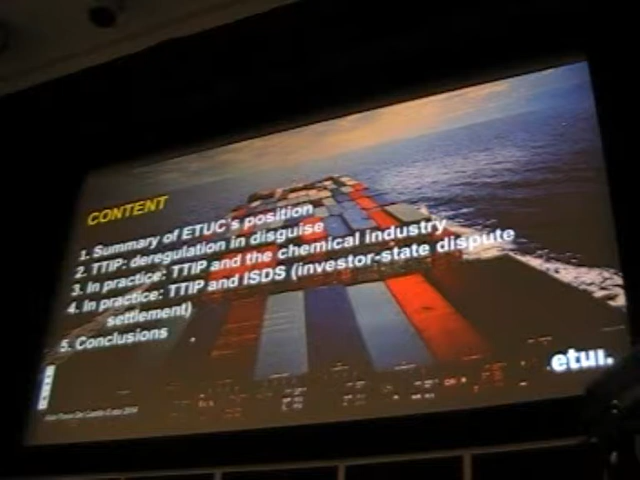 CONTENT
1. Summary of ETUC's position
2. TTIP: deregulation in disguise
3. In practice: TTIP and the chemical industry
4. In practice: TTIP and ISDS (investor-state dispute
settlement)
5. Conclusions
etui.